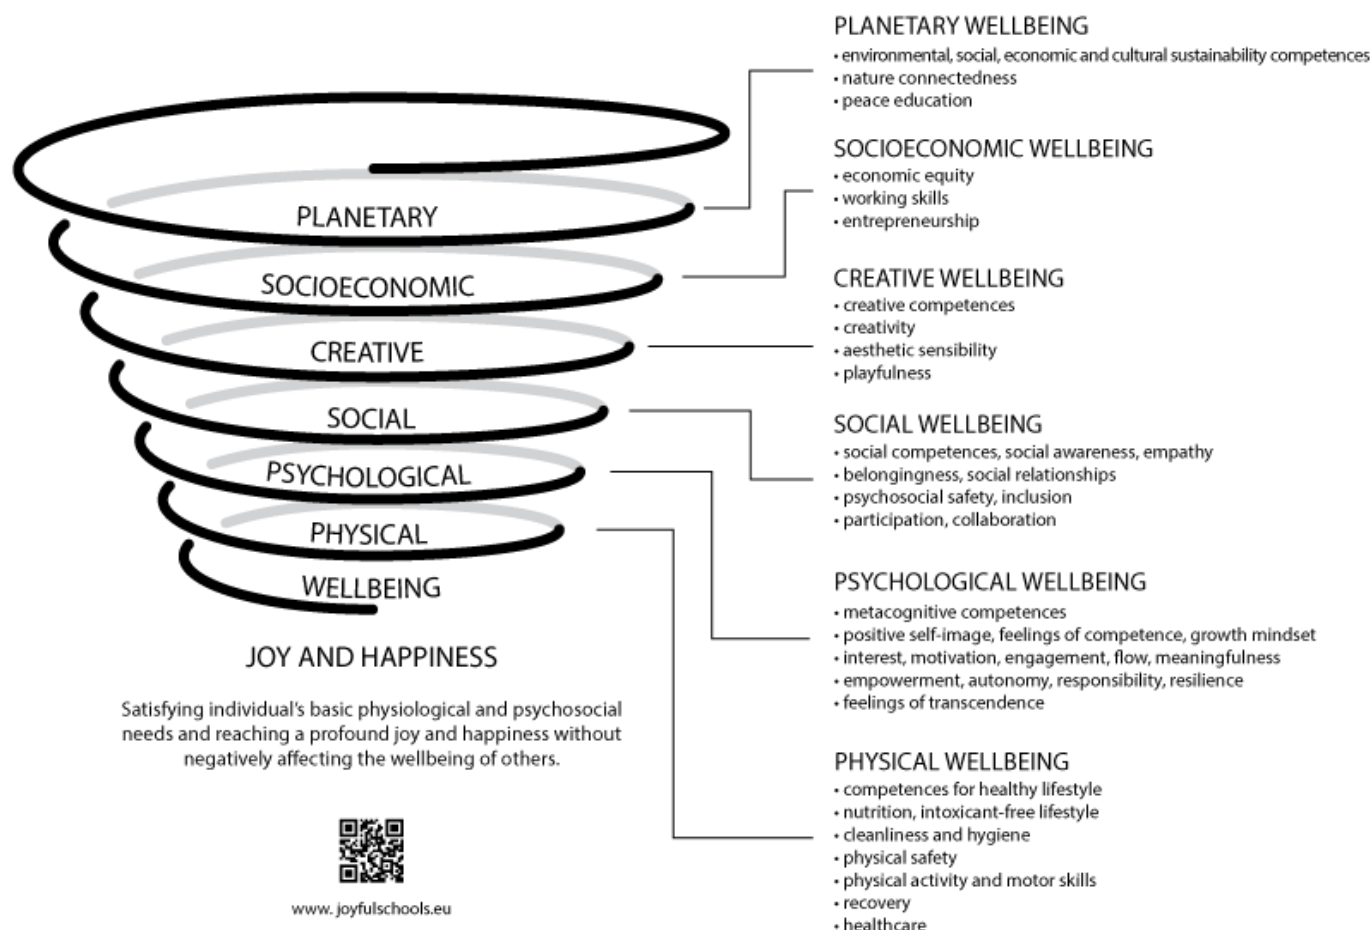 PLANETARY
SOCIOECONOMIC
CREATIVE
SOCIAL
PSYCHOLOGICAL
PHYSICAL
WELLBEING
JOY AND HAPPINESS
Satisfying individual's basic physiological and psychosocial
needs and reaching a profound joy and happiness without
negatively affecting the wellbeing of others.
www. joyfulschools.eu
PLANETARY WELLBEING
• environmental, social, economic and cultural sustainability competences
• nature connectedness
• peace education
SOCIOECONOMIC WELLBEING
• economic equity
• working skills
• entrepreneurship
CREATIVE WELLBEING
• creative competences
• creativity
• aesthetic sensibility
• playfulness
SOCIAL WELLBEING
• social competences, social awareness, empathy
• belongingness, social relationships
• psychosocial safety, inclusion
• participation, collaboration
PSYCHOLOGICAL WELLBEING
• metacognitive competences
• positive self-image, feelings of competence, growth mindset
• interest, motivation, engagement, flow, meaningfulness
• empowerment, autonomy, responsibility, resilience
• feelings of transcendence
PHYSICAL WELLBEING
• competences for healthy lifestyle
• nutrition, intoxicant-free lifestyle
• cleanliness and hygiene
• physical safety
• physical activity and motor skills
• recovery
• healthcare